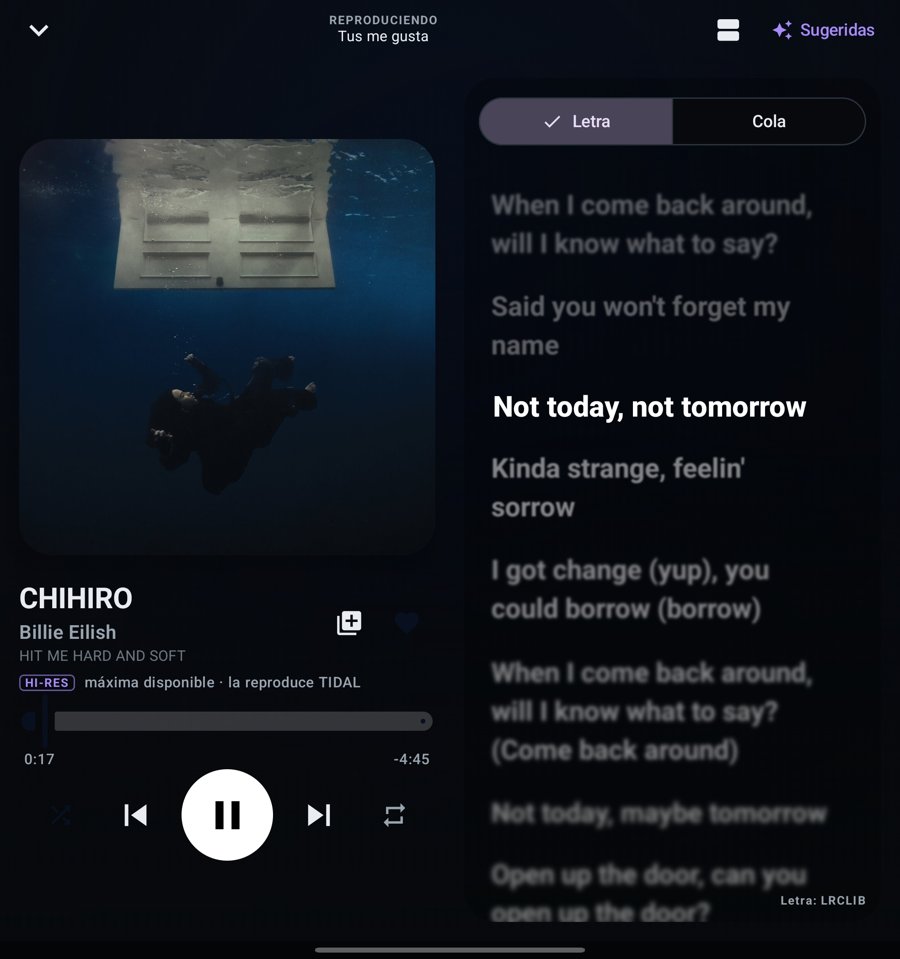 REPRODUCIENDO
Tus me gusta
Sugeridas
Letra
Cola
When I come back around,
will I know what to say?
Said you won't forget my
name
Not today, not tomorrow
Kinda strange, feelin'
sorrow
I got change (yup), you
could borrow (borrow)
When I come back around,
will I know what to say?
(Come back around)
Not today, maybe tomorrow
Open up the door, can you
open up the door?
Letra: LRCLIB
CHIHIRO
Billie Eilish
HIT ME HARD AND SOFT
HI-RES máxima disponible · la reproduce TIDAL
0:17 -4:45